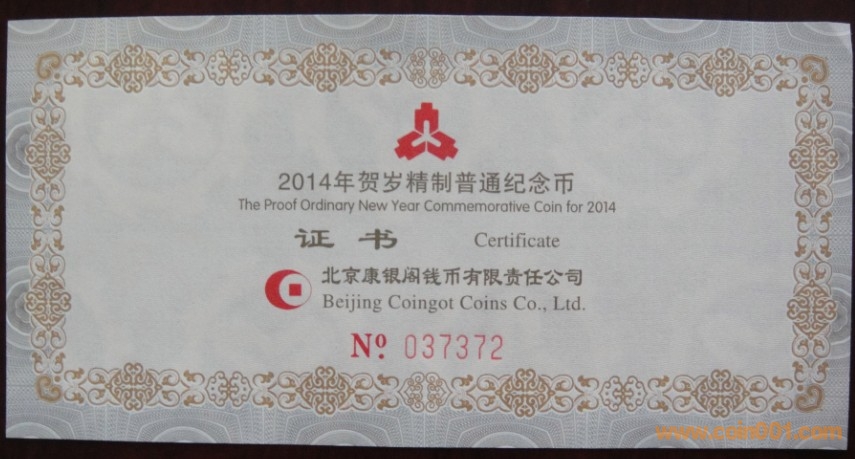 2014年贺岁精制普通纪念币
The Proof Ordinary New Year Commemorative Coin for 2014
证书 Certificate
北京康银阁钱币有限责任公司
Beijing Coingot Coins Co., Ltd.
Nº 037372
www.coin001.com